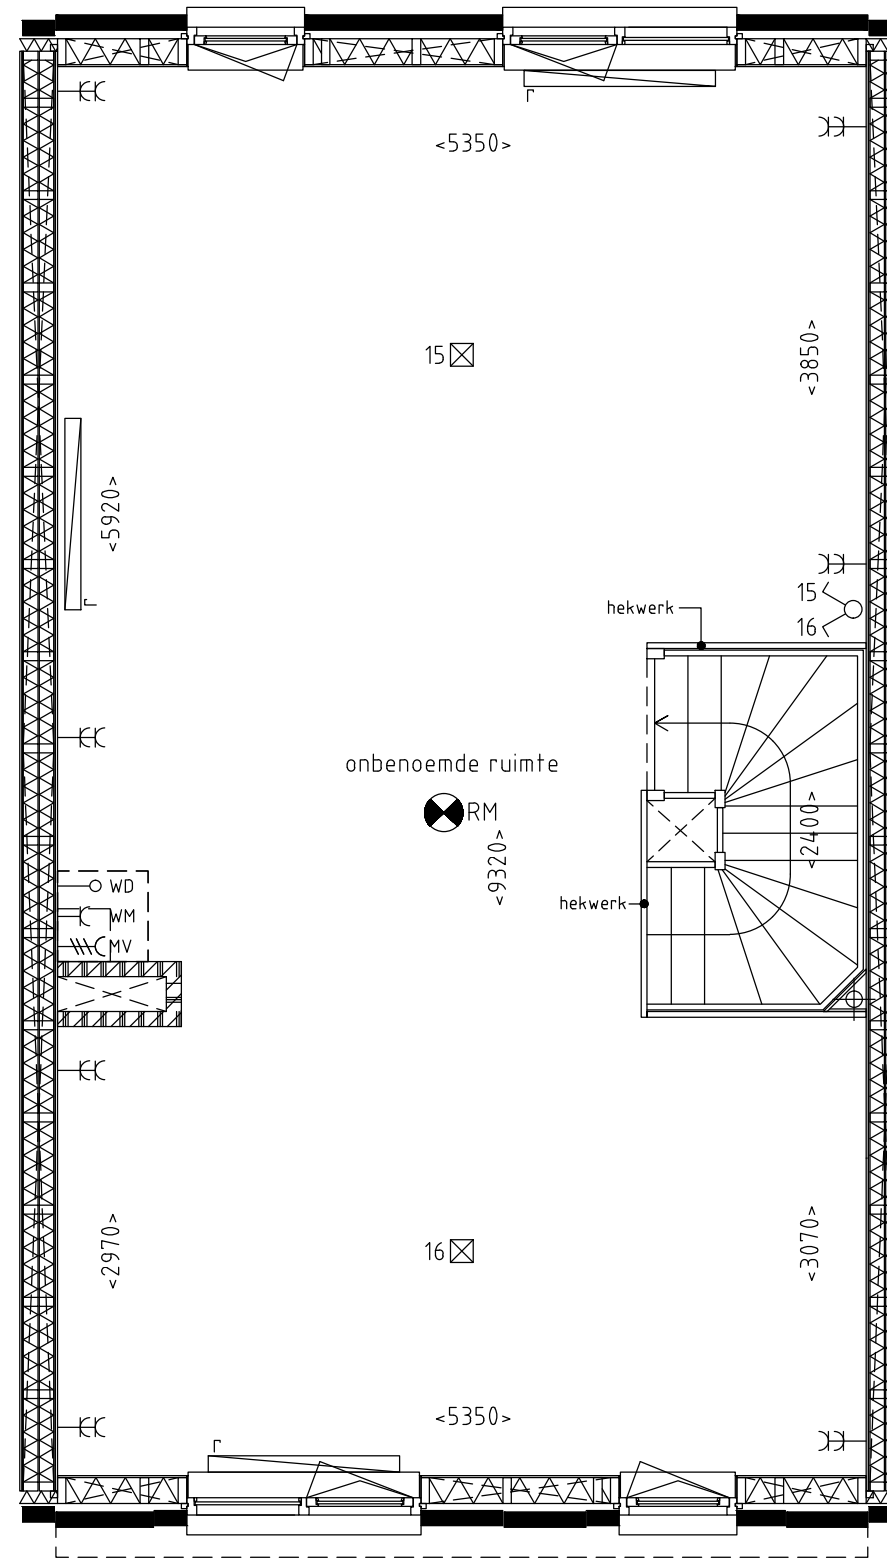 r
<5350>
15
<3850>
<5920>
r
15
hekwerk
16
onbenoemde ruimte
RM
<2400>
<9320>
WD
hekwerk
WM
MV
<2970>
<3070>
16
<5350>
r